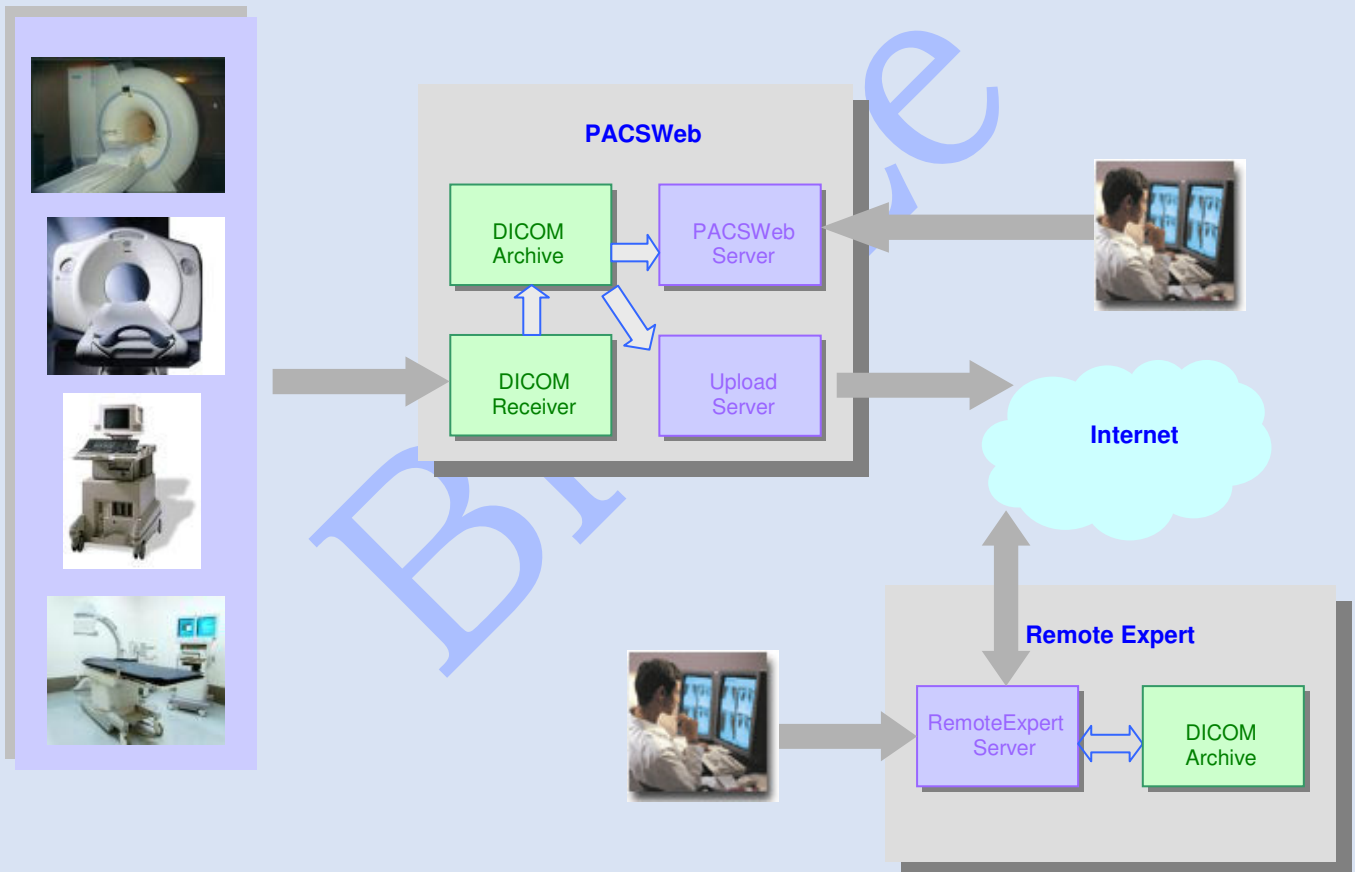 PACSWeb
DICOM
Archive
PACSWeb
Server
DICOM
Receiver
Upload
Server
Internet
Remote Expert
RemoteExpert
Server
DICOM
Archive